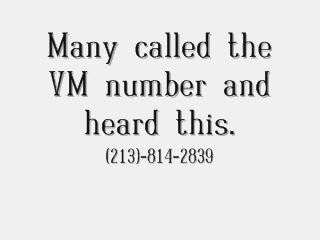 Many called the
VM number and
heard this.
(213)-814-2839